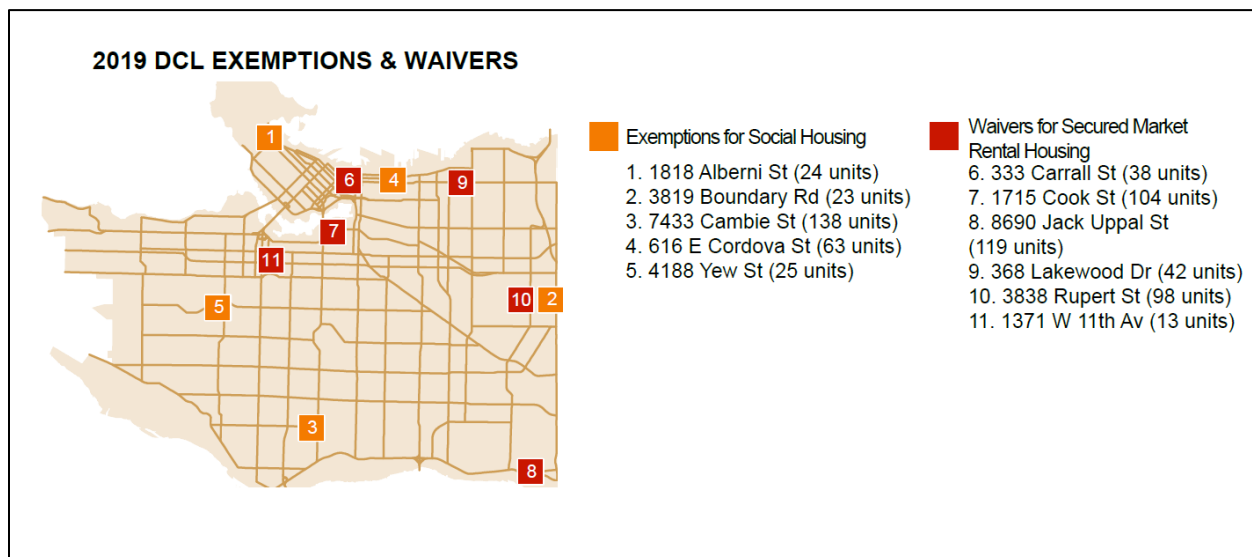 2019 DCL EXEMPTIONS & WAIVERS
1
6
4
9
7
11
5
10
2
3
8
Exemptions for Social Housing
1. 1818 Alberni St (24 units)
2. 3819 Boundary Rd (23 units)
3. 7433 Cambie St (138 units)
4. 616 E Cordova St (63 units)
5. 4188 Yew St (25 units)
Waivers for Secured Market
Rental Housing
6. 333 Carrall St (38 units)
7. 1715 Cook St (104 units)
8. 8690 Jack Uppal St
(119 units)
9. 368 Lakewood Dr (42 units)
10. 3838 Rupert St (98 units)
11. 1371 W 11th Av (13 units)